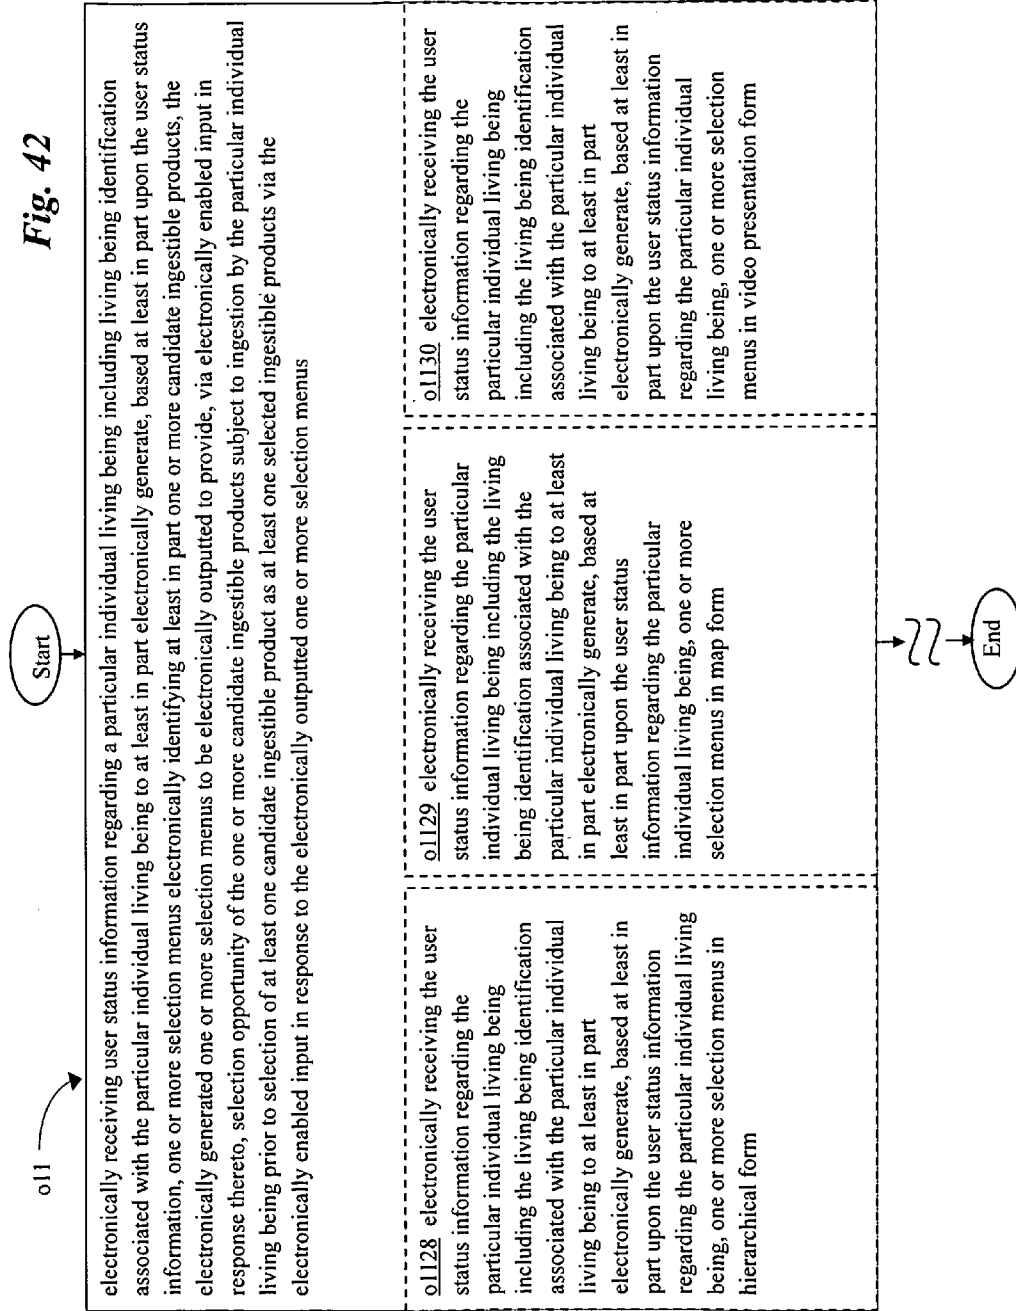 Fig. 42
Start
o11
electronically receiving user status information regarding a particular individual living being including living being identification
associated with the particular individual living being to at least in part electronically generate, based at least in part upon the user status
information, one or more selection menus electronically identifying at least in part one or more candidate ingestible products, the
electronically generated one or more selection menus to be electronically outputted to provide, via electronically enabled input in
response thereto, selection opportunity of the one or more candidate ingestible products subject to ingestion by the particular individual
living being prior to selection of at least one candidate ingestible product as at least one selected ingestible products via the
electronically enabled input in response to the electronically outputted one or more selection menus
o1128 electronically receiving the user
status information regarding the
particular individual living being
including the living being identification
associated with the particular individual
living being to at least in part
electronically generate, based at least in
part upon the user status information
regarding the particular individual living
being, one or more selection menus in
hierarchical form
o1129 electronically receiving the user
status information regarding the particular
individual living being including the living
being identification associated with the
particular individual living being to at least
in part electronically generate, based at
least in part upon the user status
information regarding the particular
individual living being, one or more
selection menus in map form
o1130 electronically receiving the user
status information regarding the
particular individual living being
including the living being identification
associated with the particular individual
living being to at least in part
electronically generate, based at least in
part upon the user status information
regarding the particular individual
living being, one or more selection
menus in video presentation form
End